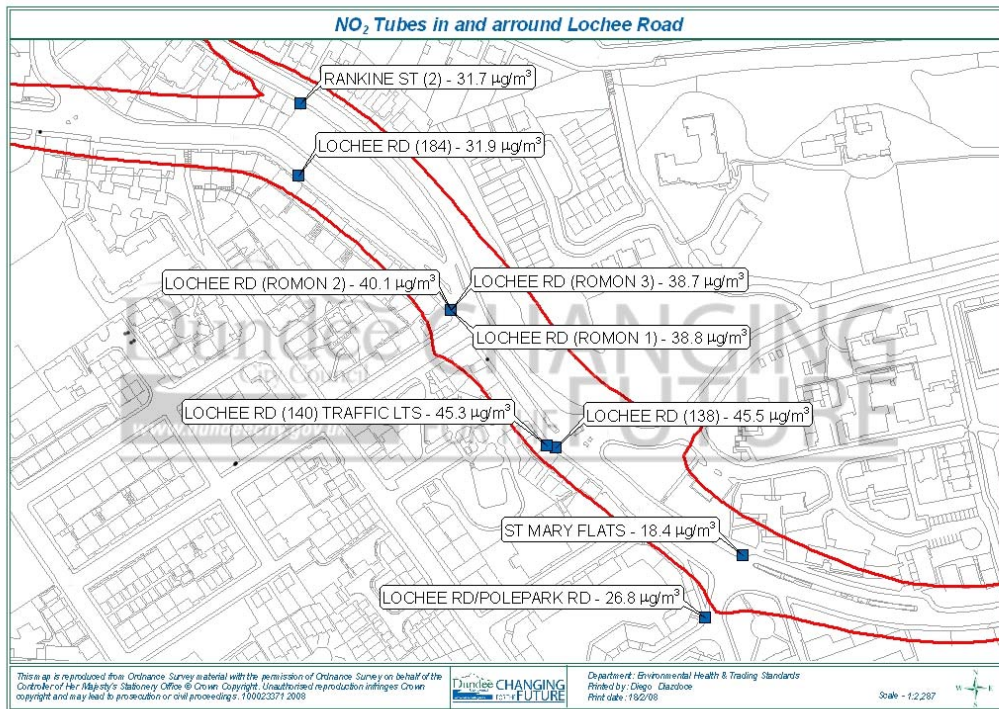 NO₂ Tubes in and arround Lochee Road
RANKINE ST (2) - 31.7 µg/m³
LOCHEE RD (184) - 31.9 µg/m³
LOCHEE RD (ROMON 2) - 40.1 µg/m³
LOCHEE RD (ROMON 3) - 38.7 µg/m³
LOCHEE RD (ROMON 1) - 38.8 µg/m³
Dundee CHANGING
City Council
FUTURE
LOCHEE RD (140) TRAFFIC LTS - 45.3 µg/m³
LOCHEE RD (138) - 45.5 µg/m³
ST MARY FLATS - 18.4 µg/m³
LOCHEE RD/POLEPARK RD - 26.8 µg/m³
This map is reproduced from Ordnance Survey material with the permission of Ordnance Survey on behalf of the
Controller of Her Majesty's Stationery Office © Crown Copyright. Unauthorised reproduction infringes Crown
copyright and may lead to prosecution or civil proceedings. 100023371 2008
Dundee CHANGING
FUTURE
Department: Environmental Health & Trading Standards
Printed by: Diego Diazdoce
Print date: 18/2/08
Scale - 1:2,287
N
W E
S